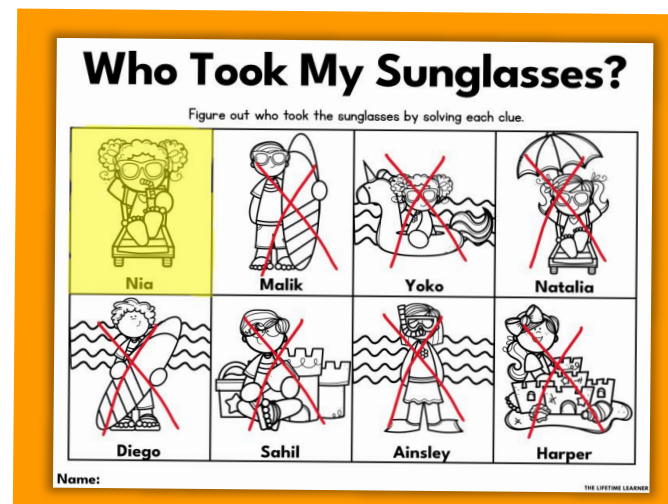 Who Took My Sunglasses?
Figure out who took the sunglasses by solving each clue.
Nia
Malik
Yoko
Natalia
Diego
Sahil
Ainsley
Harper
Name:
THE LIFETIME LEARNER